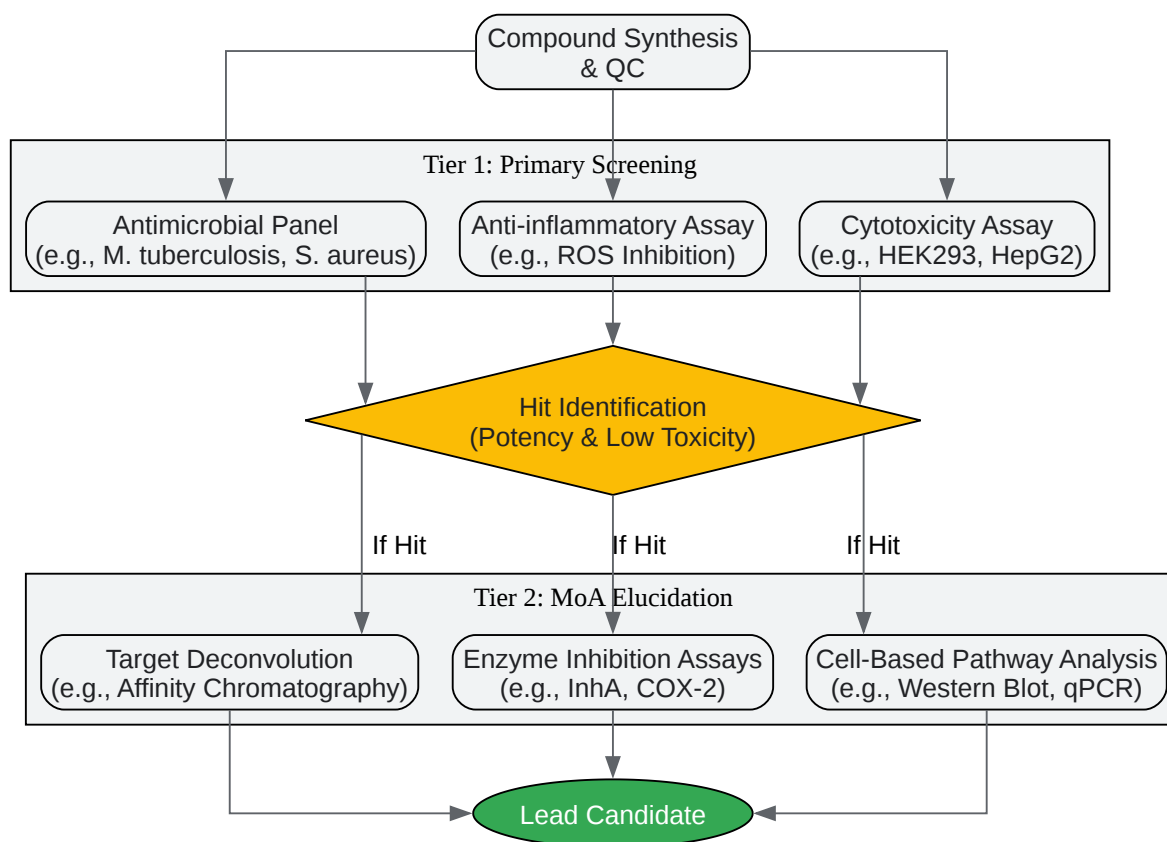 Compound Synthesis
& QC
Tier 1: Primary Screening
Antimicrobial Panel
(e.g., M. tuberculosis, S. aureus)
Anti-inflammatory Assay
(e.g., ROS Inhibition)
Cytotoxicity Assay
(e.g., HEK293, HepG2)
Hit Identification
(Potency & Low Toxicity)
If Hit
If Hit
If Hit
Tier 2: MoA Elucidation
Target Deconvolution
(e.g., Affinity Chromatography)
Enzyme Inhibition Assays
(e.g., InhA, COX-2)
Cell-Based Pathway Analysis
(e.g., Western Blot, qPCR)
Lead Candidate